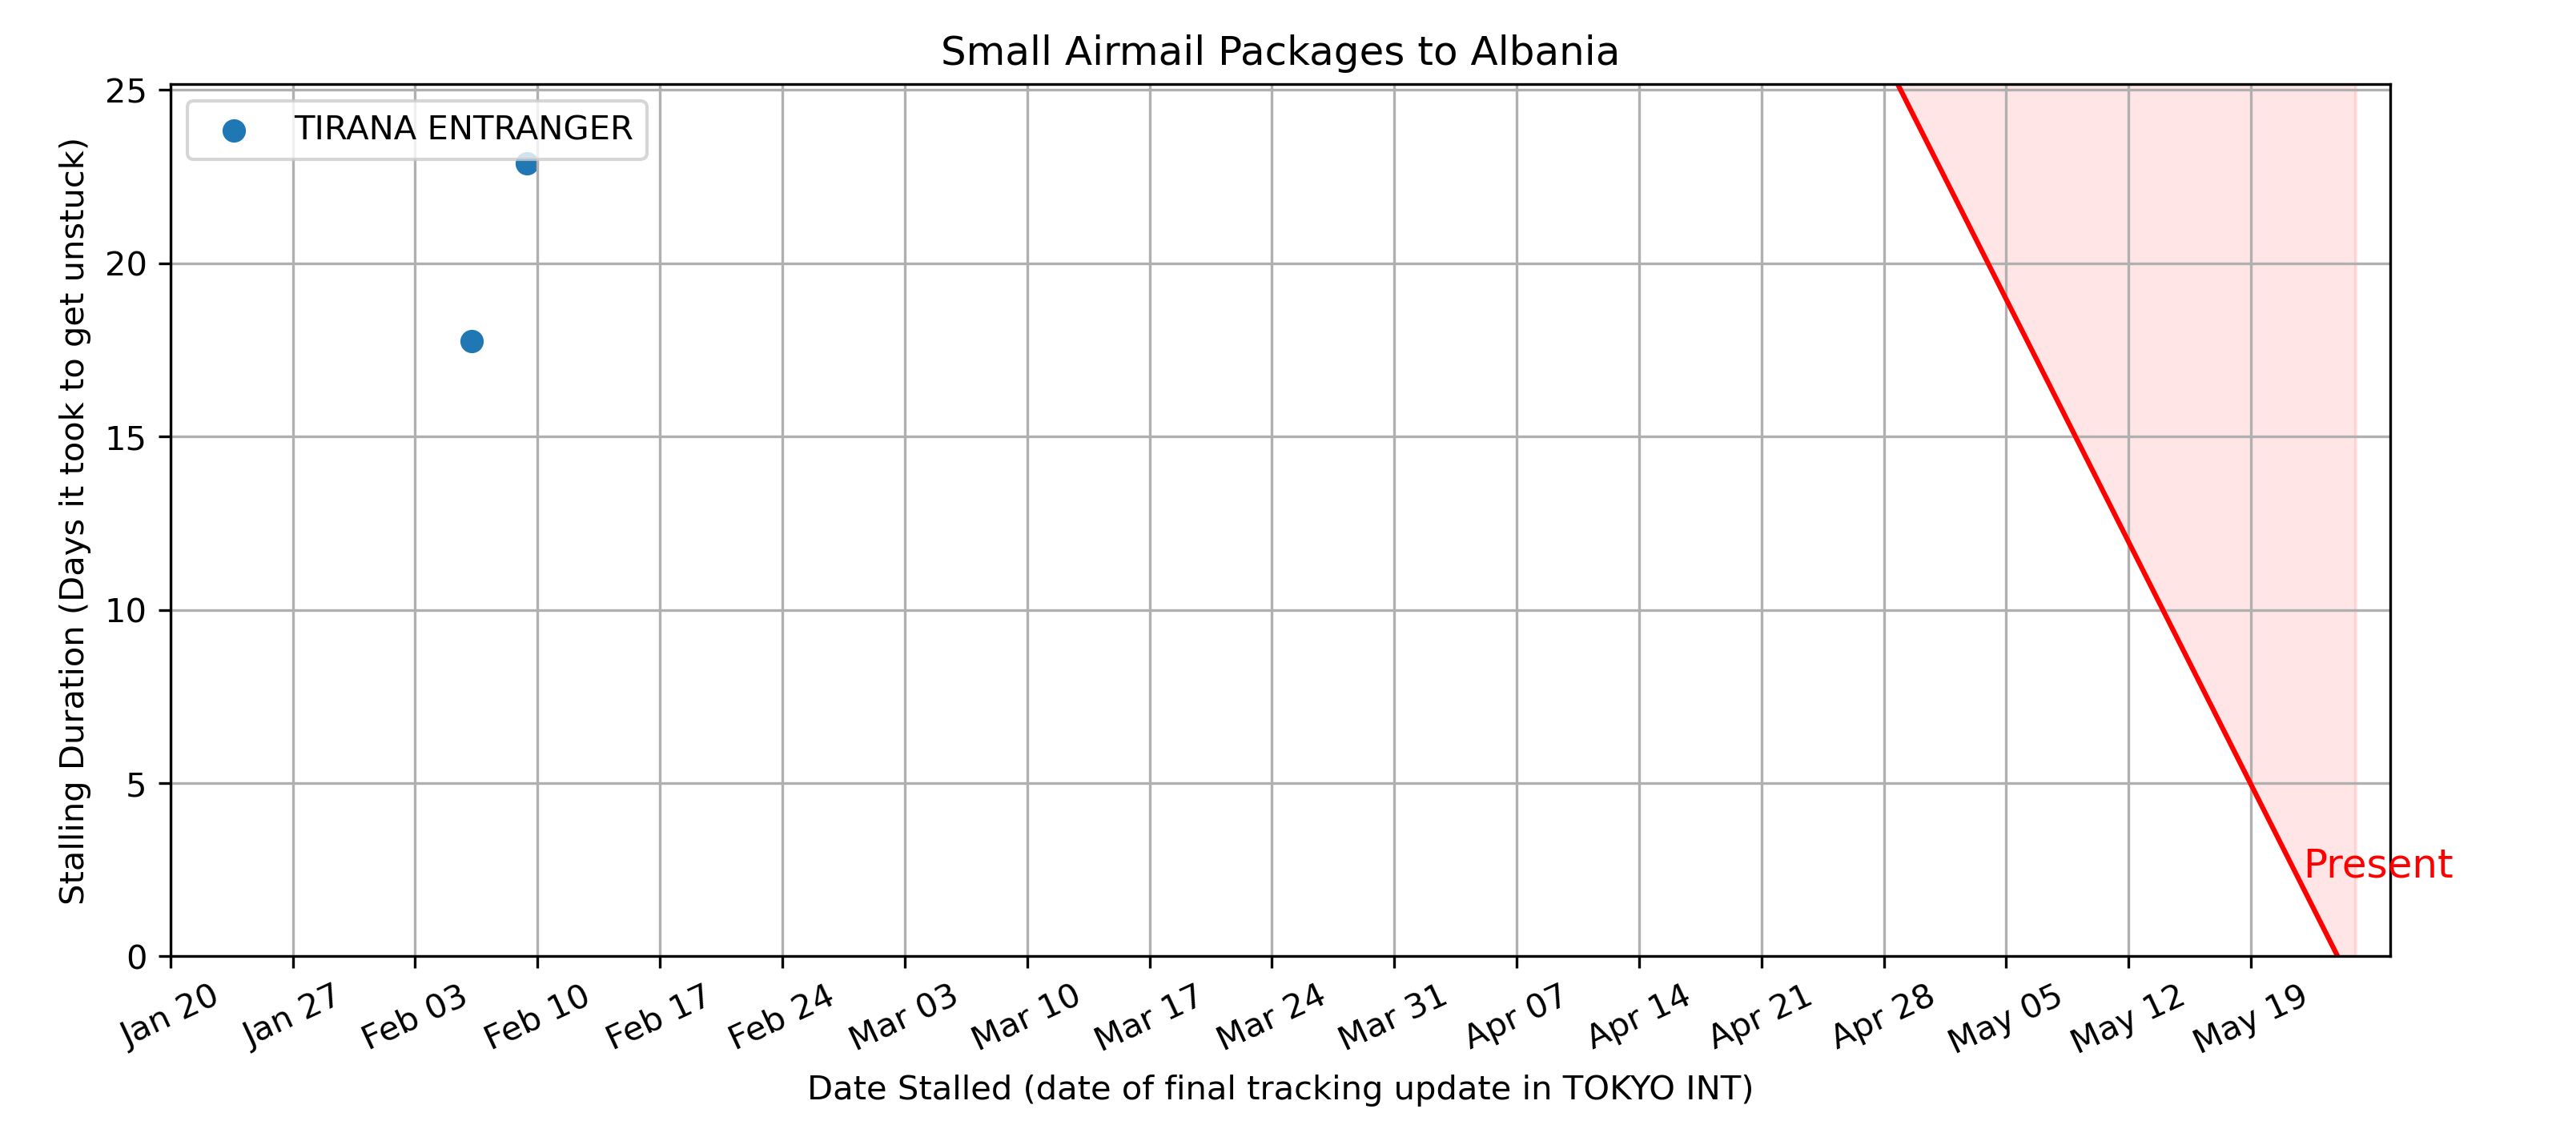 Small Airmail Packages to Albania
TIRANA ENTRANGER
Stalling Duration (Days it took to get unstuck)
25
20
15
10
5
0
Present
Jan 20
Jan 27
Feb 03
Feb 10
Feb 17
Feb 24
Mar 03
Mar 10
Mar 17
Mar 24
Mar 31
Apr 07
Apr 14
Apr 21
Apr 28
May 05
May 12
May 19
Date Stalled (date of final tracking update in TOKYO INT)